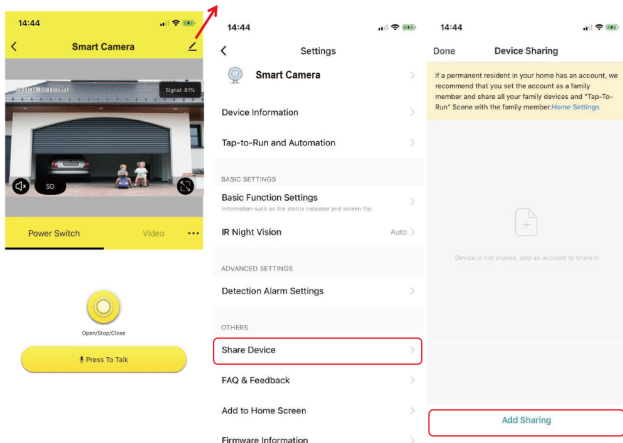 14:44
Smart Camera
Signal: 81%
SD
Power Switch
Video
Open/Stop/Close
Press To Talk
14:44
Settings
Smart Camera
Device Information
Tap-to-Run and Automation
BASIC SETTINGS
Basic Function Settings
Information such as the status indicator and screen flip
IR Night Vision
Auto
ADVANCED SETTINGS
Detection Alarm Settings
OTHERS
Share Device
FAQ & Feedback
Add to Home Screen
Firmware Information
14:44
Done
Device Sharing
If a permanent resident in your home has an account, we
recommend that you set the account as a family
member and share all your family devices and "Tap-To-
Run" Scene with the family member.Home Settings
Device is not shared, add an account to share it
Add Sharing